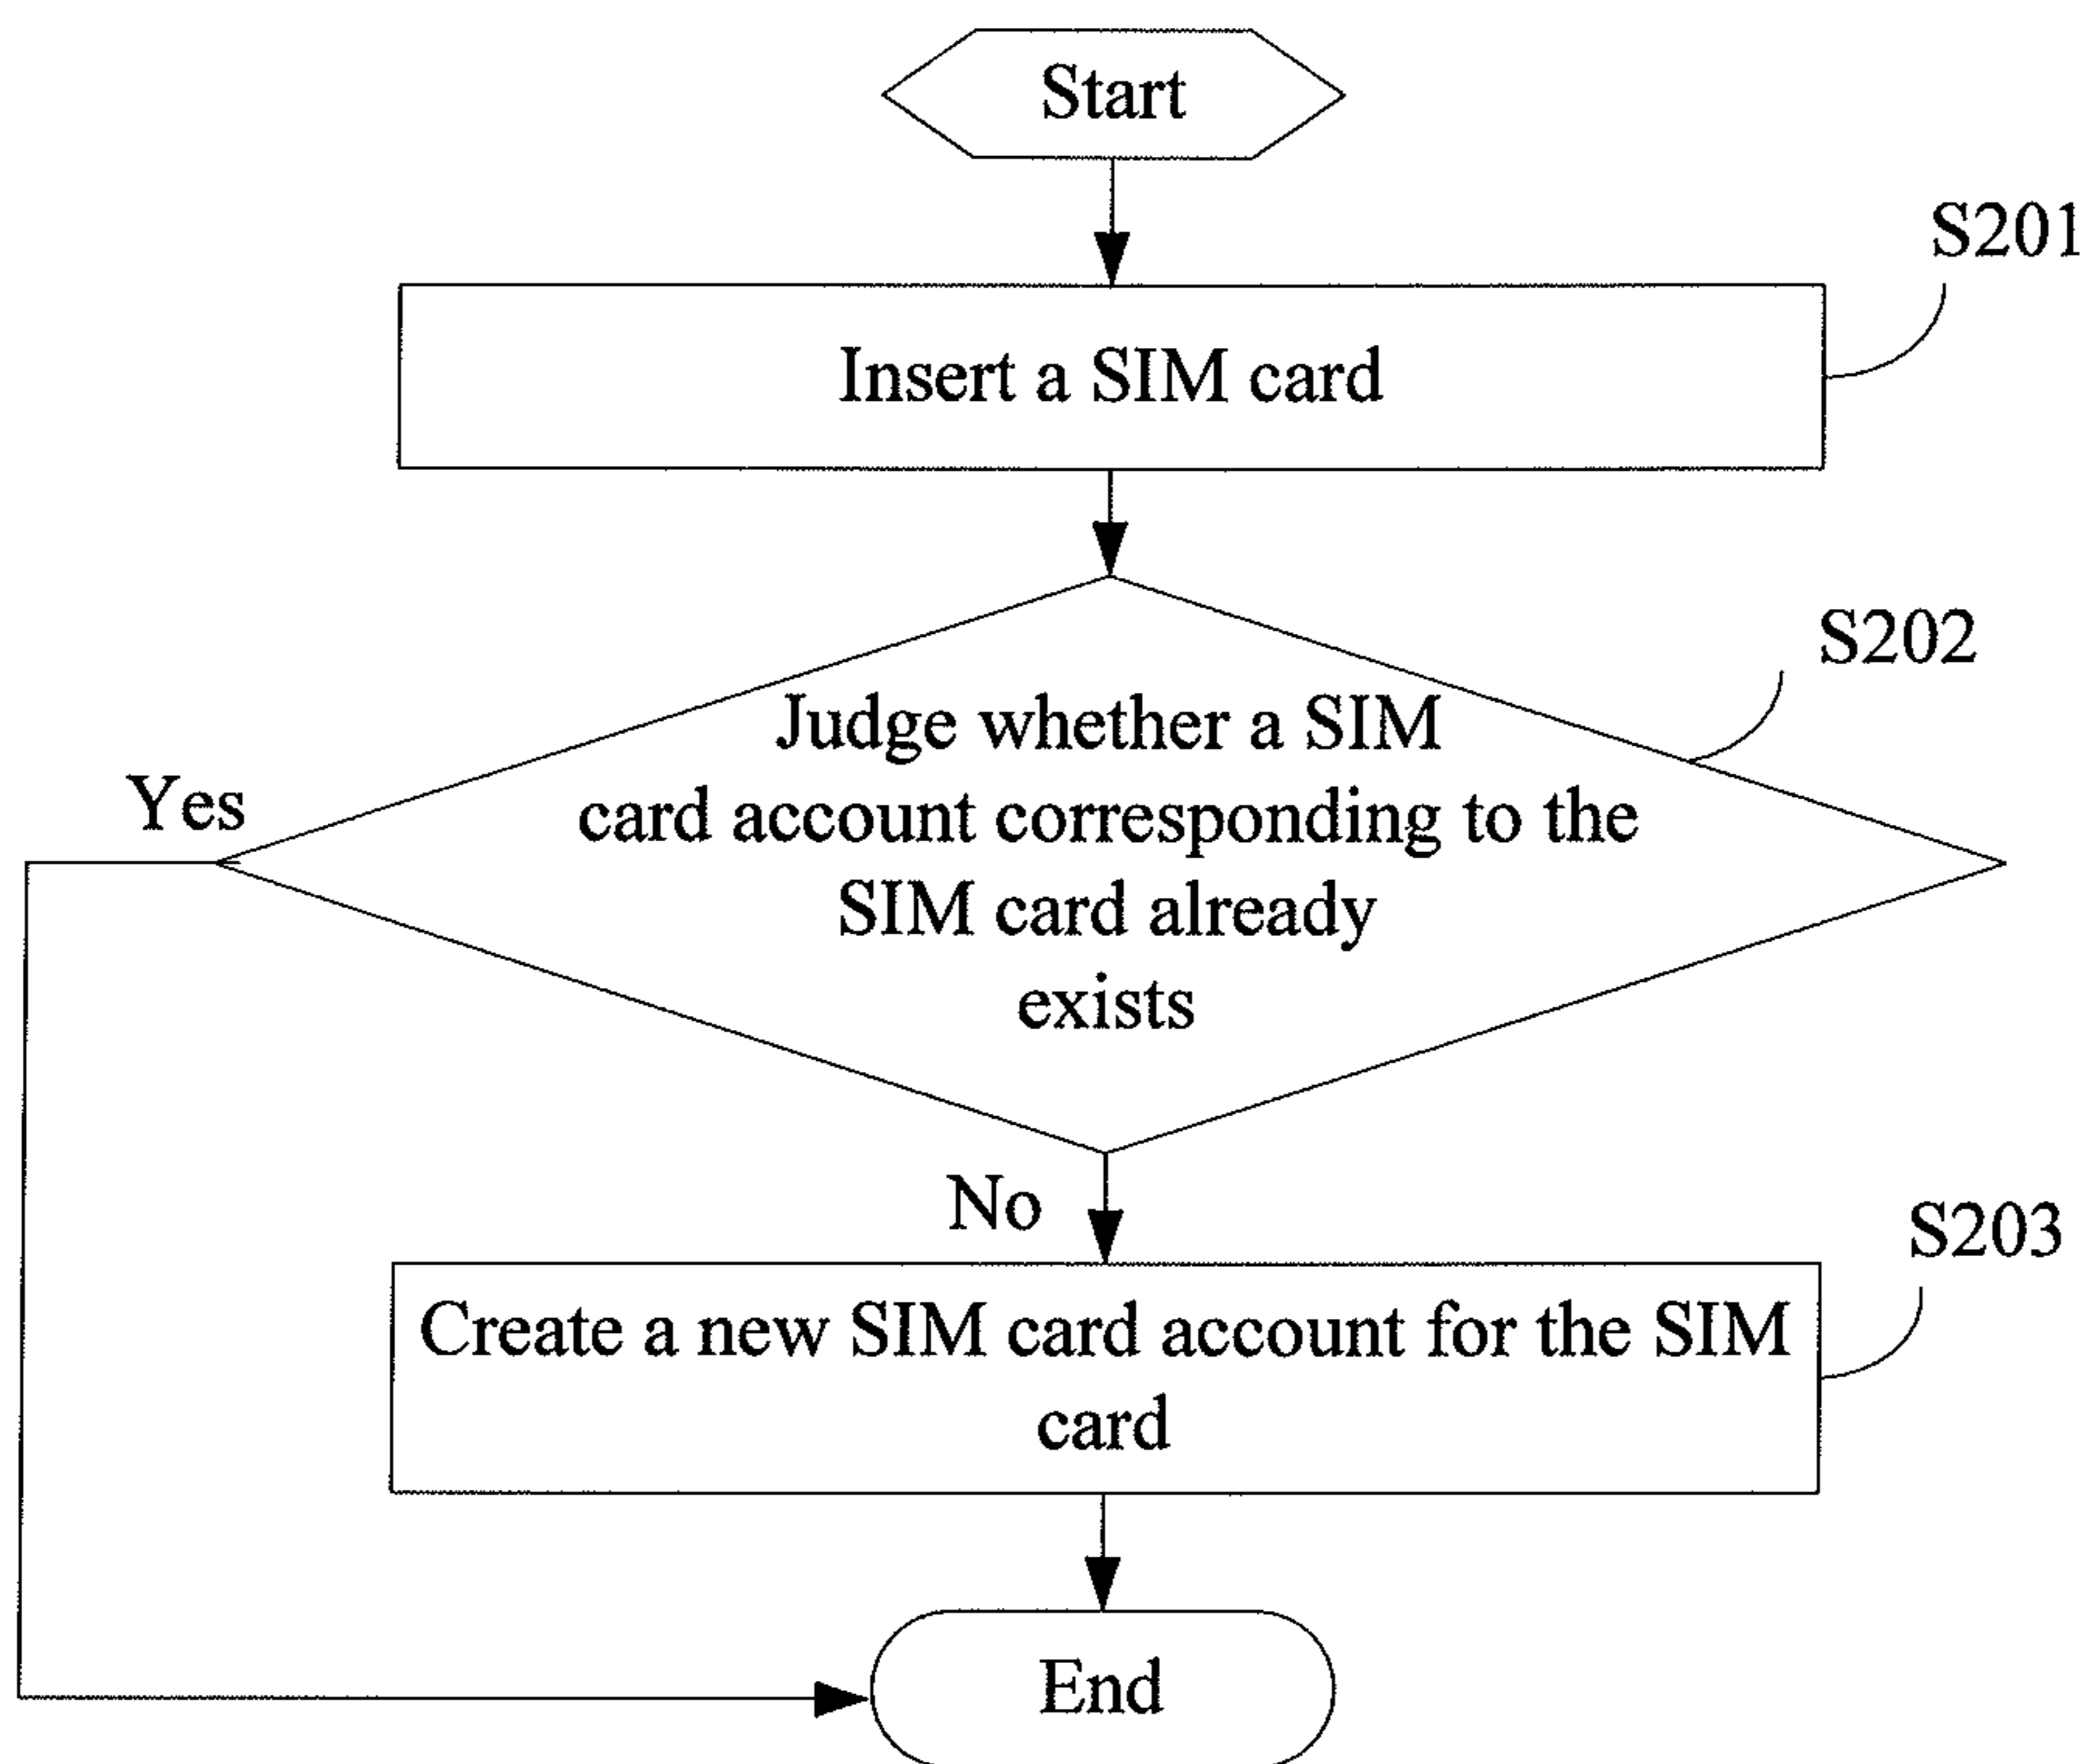 Start
S201
Insert a SIM card
S202
Judge whether a SIM
card account corresponding to the
SIM card already
exists
Yes
No
S203
Create a new SIM card account for the SIM
card
End